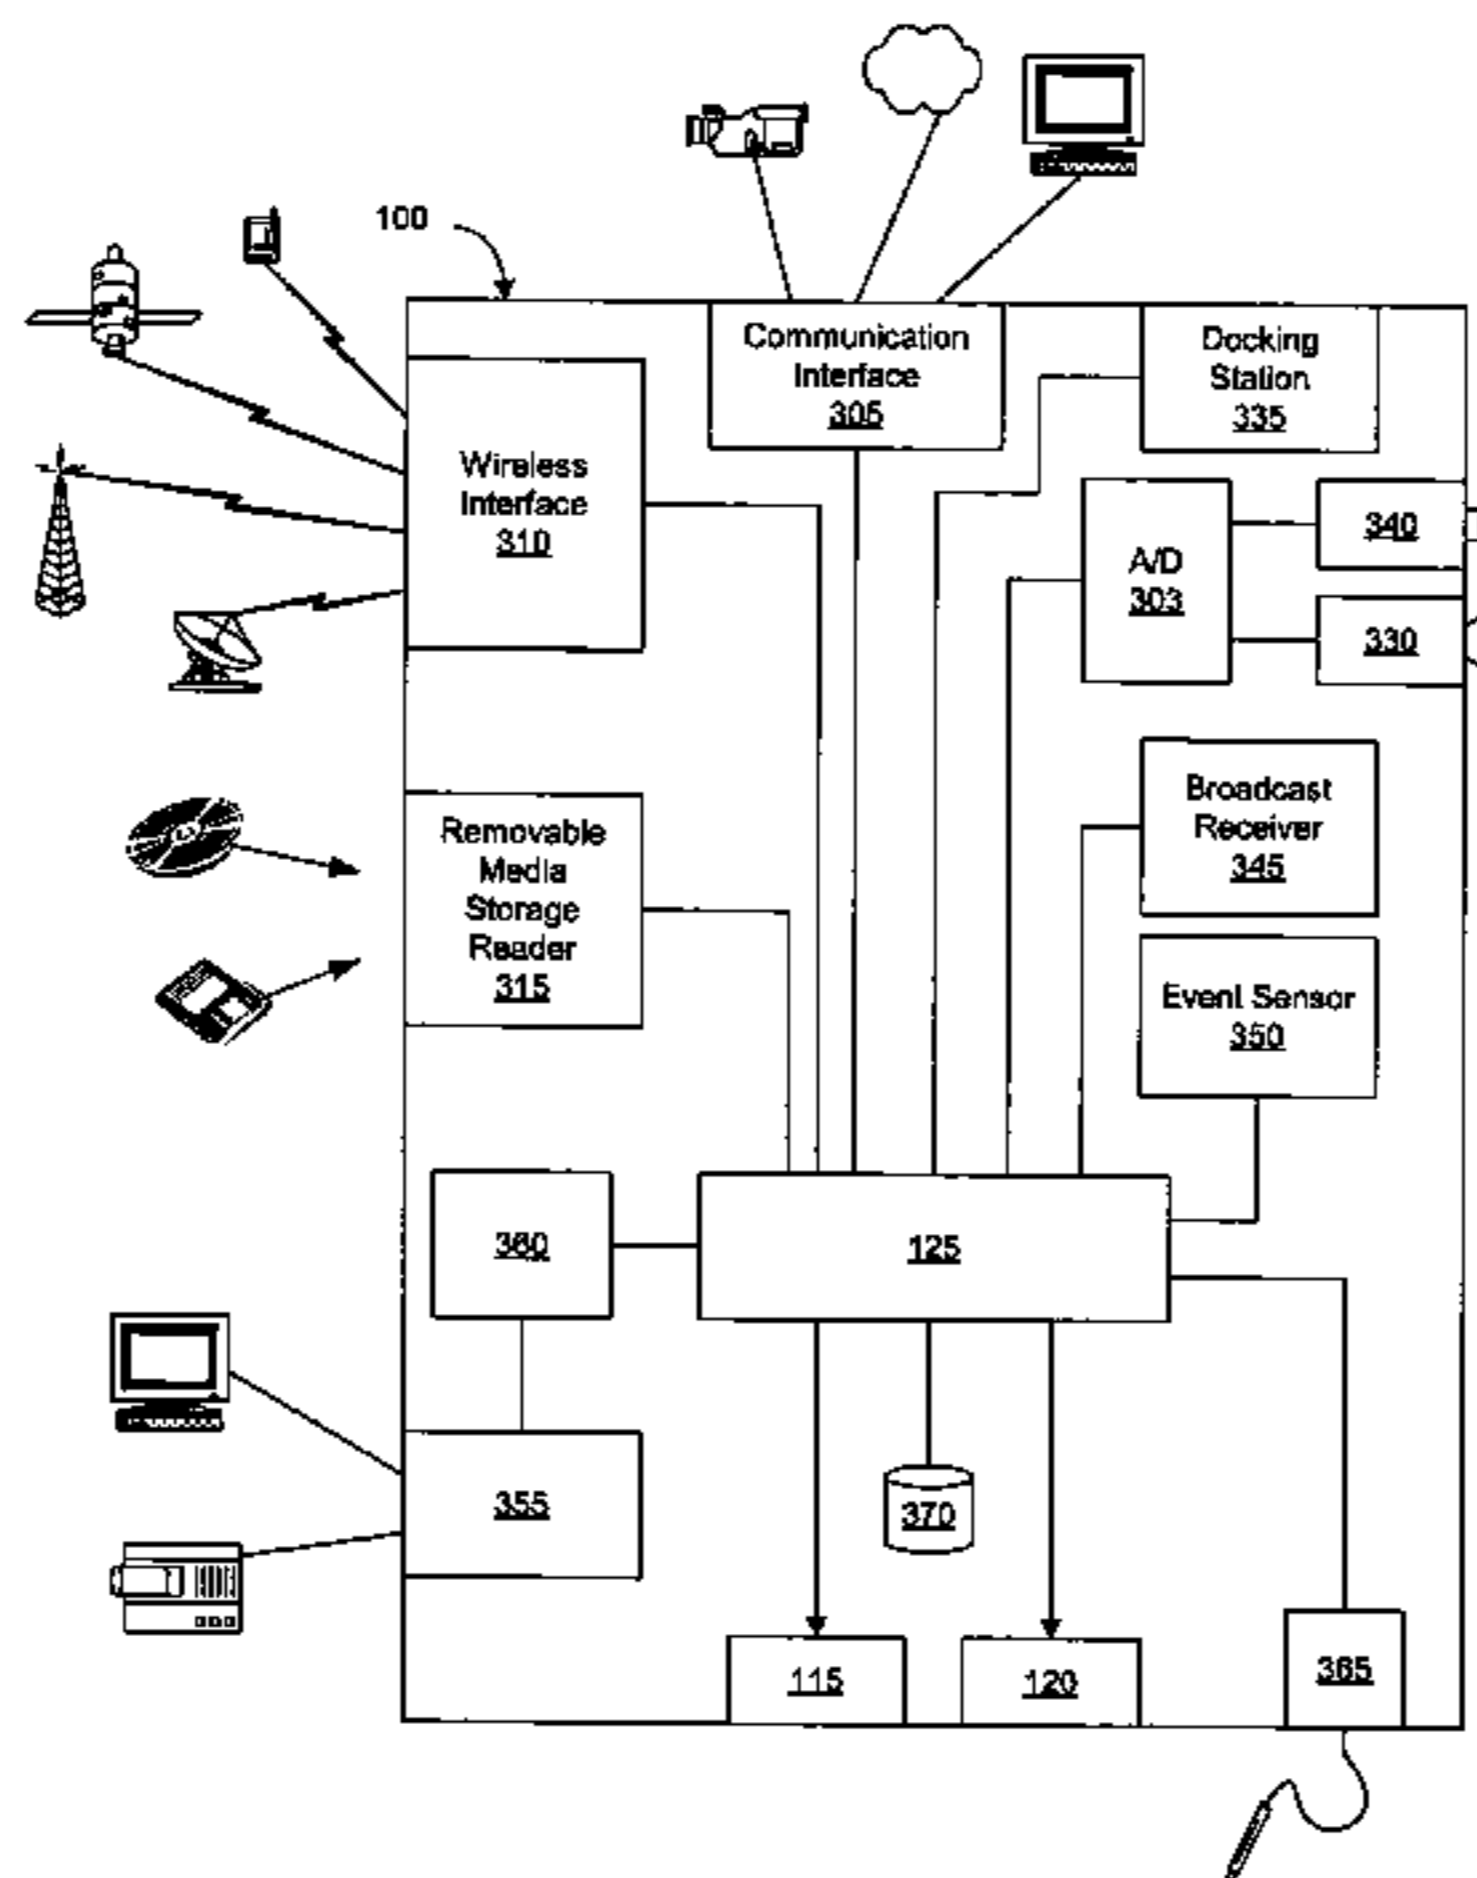 100
Communication
Interface
305
Docking
Station
335
Wireless
Interface
310
A/D
303
340
330
Removable
Media
Storage
Reader
315
Broadcast
Receiver
345
Event Sensor
350
360
125
355
370
115
120
365